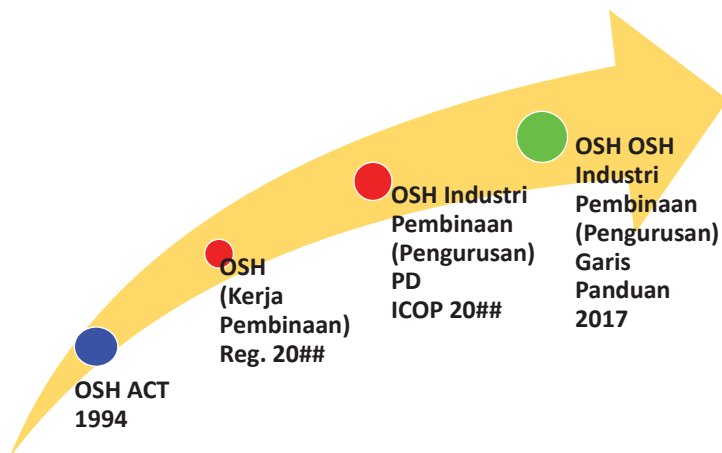 OSH ACT
1994
OSH
(Kerja
Pembinaan)
Reg. 20##
OSH Industri
Pembinaan
(Pengurusan)
PD
ICOP 20##
OSH OSH
Industri
Pembinaan
(Pengurusan)
Garis
Panduan
2017